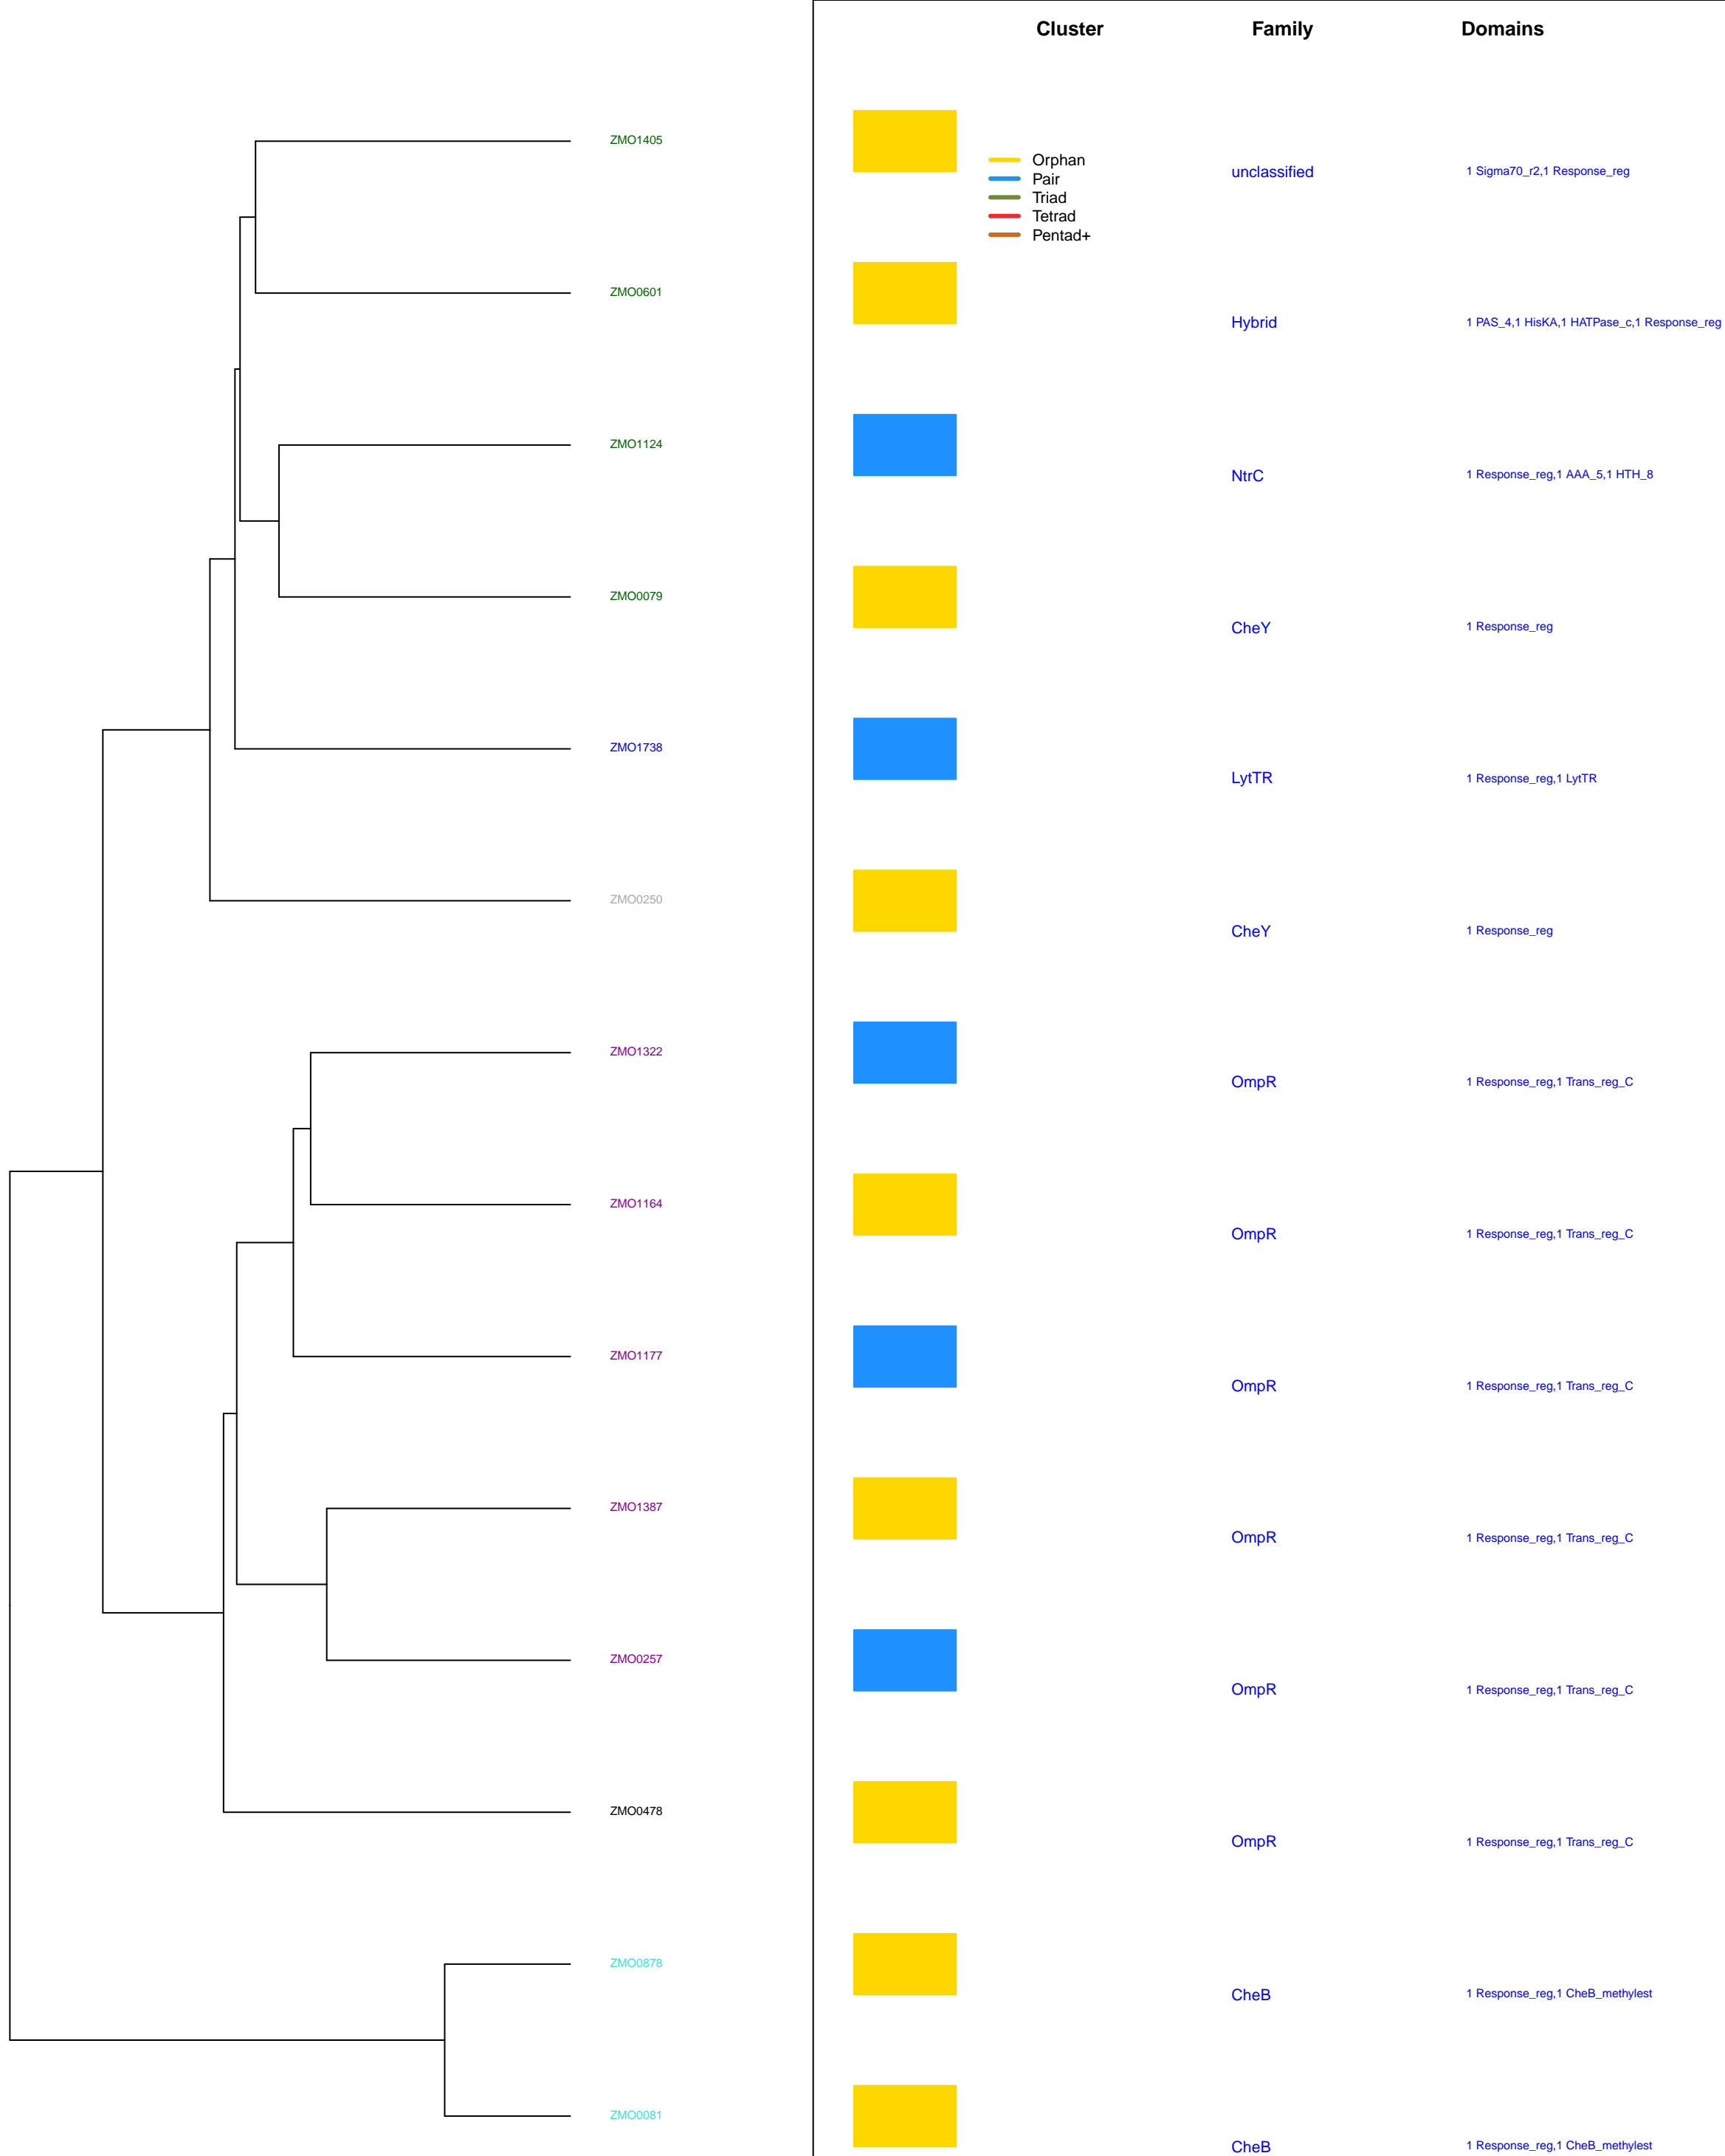 Cluster Family Domains
ZMO1405
Orphan
Pair
Triad
Tetrad
Pentad+
unclassified 1 Sigma70_r2,1 Response_reg
ZMO0601
Hybrid 1 PAS_4,1 HisKA,1 HATPase_c,1 Response_reg
ZMO1124
NtrC 1 Response_reg,1 AAA_5,1 HTH_8
ZMO0079
CheY 1 Response_reg
ZMO1738
LytTR 1 Response_reg,1 LytTR
ZMO0250
CheY 1 Response_reg
ZMO1322
OmpR 1 Response_reg,1 Trans_reg_C
ZMO1164
OmpR 1 Response_reg,1 Trans_reg_C
ZMO1177
OmpR 1 Response_reg,1 Trans_reg_C
ZMO1387
OmpR 1 Response_reg,1 Trans_reg_C
ZMO0257
OmpR 1 Response_reg,1 Trans_reg_C
ZMO0478
OmpR 1 Response_reg,1 Trans_reg_C
ZMO0878
CheB 1 Response_reg,1 CheB_methylest
ZMO0081
CheB 1 Response_reg,1 CheB_methylest